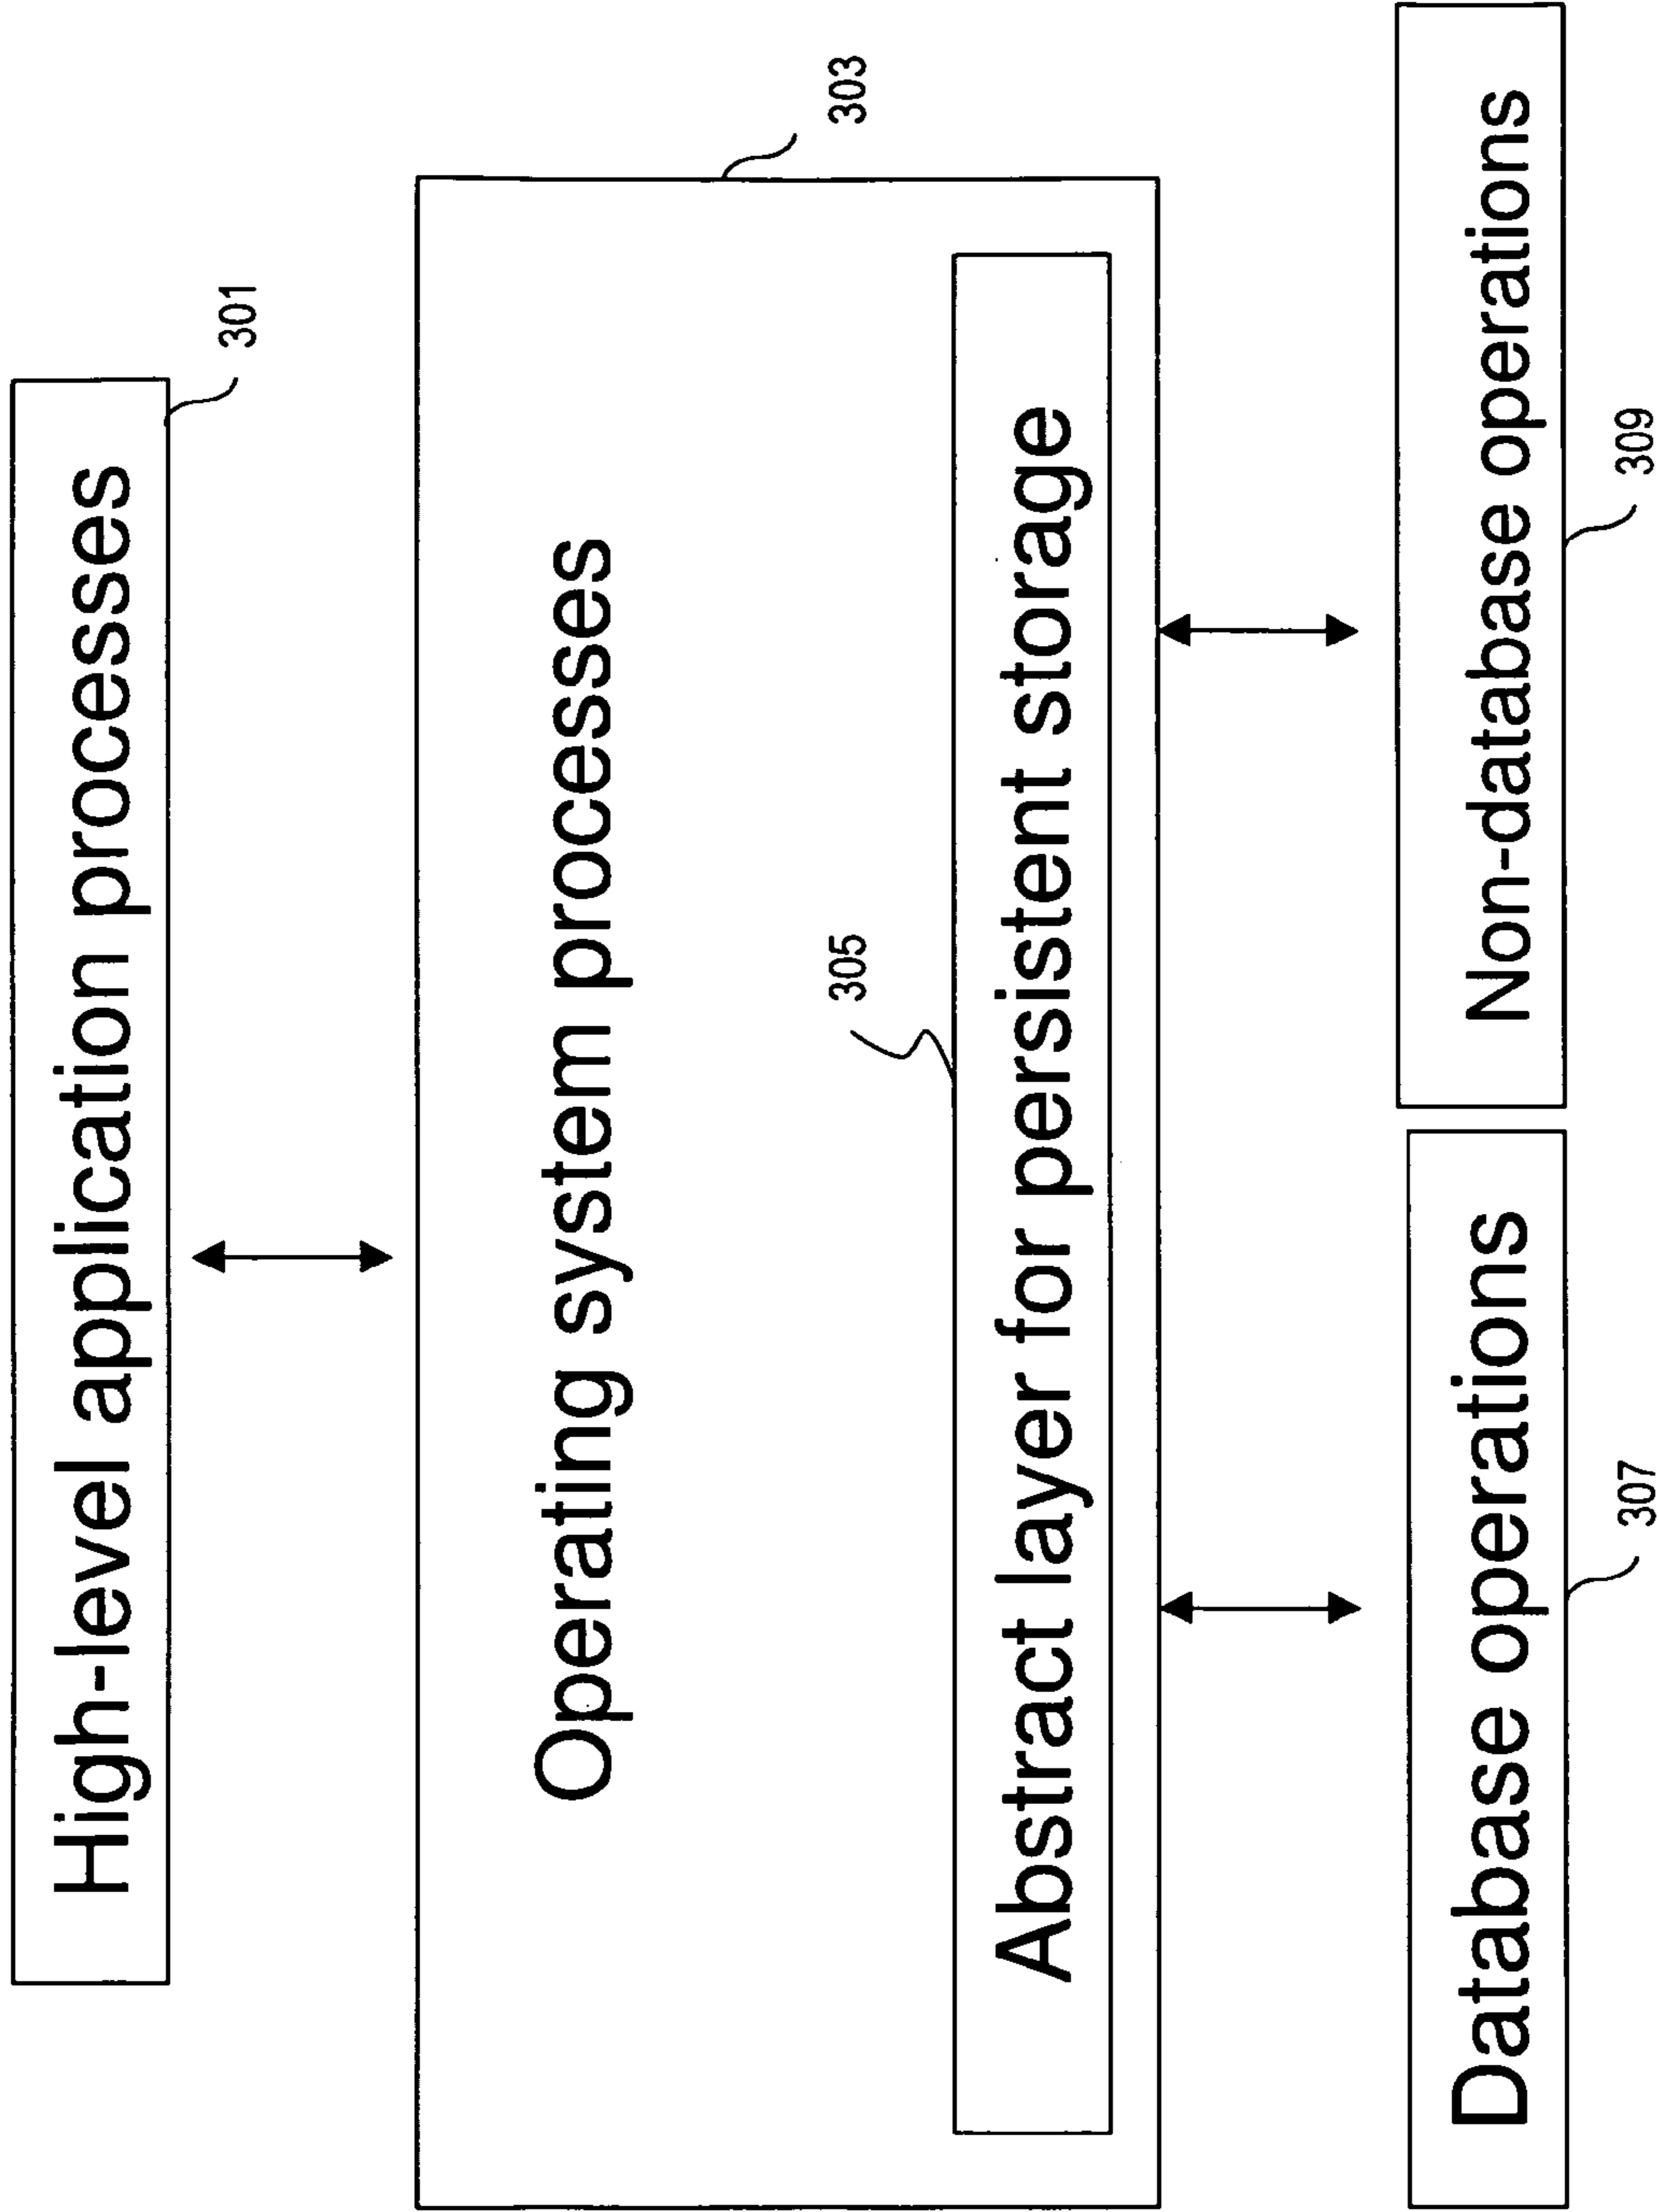 High-level application processes
301
303
Operating system processes
305
Abstract layer for persistent storage
Database operations
Non-database operations
307
309